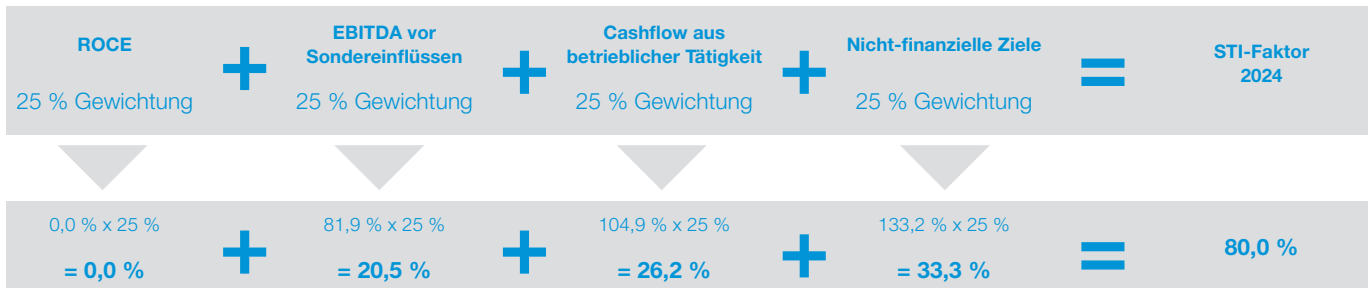 ROCE
25 % Gewichtung
+
EBITDA vor
Sondereinflüssen
25 % Gewichtung
+
Cashflow aus
betrieblicher Tätigkeit
25 % Gewichtung
+
Nicht-finanzielle Ziele
25 % Gewichtung
=
STI-Faktor
2024
0,0 % x 25 %
= 0,0 %
+
81,9 % x 25 %
= 20,5 %
+
104,9 % x 25 %
= 26,2 %
+
133,2 % x 25 %
= 33,3 %
=
80,0 %